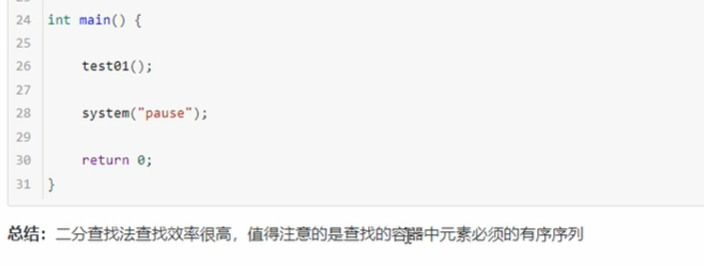 24 int main() {
25
26     test01();
27
28     system("pause");
29
30     return 0;
31 }
总结：二分查找法查找效率很高，值得注意的是查找的容器中元素必须的有序序列